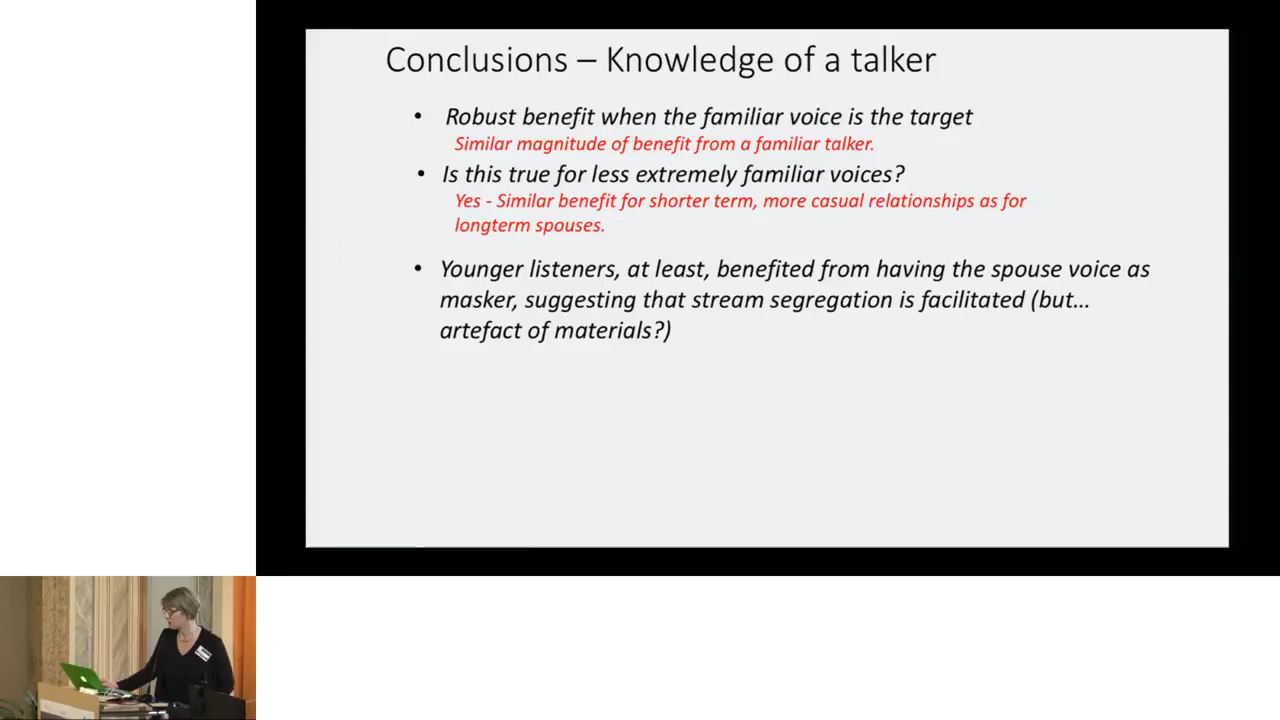 Conclusions – Knowledge of a talker
• Robust benefit when the familiar voice is the target
Similar magnitude of benefit from a familiar talker.
• Is this true for less extremely familiar voices?
Yes - Similar benefit for shorter term, more casual relationships as for
longterm spouses.
• Younger listeners, at least, benefited from having the spouse voice as
masker, suggesting that stream segregation is facilitated (but...
artefact of materials?)